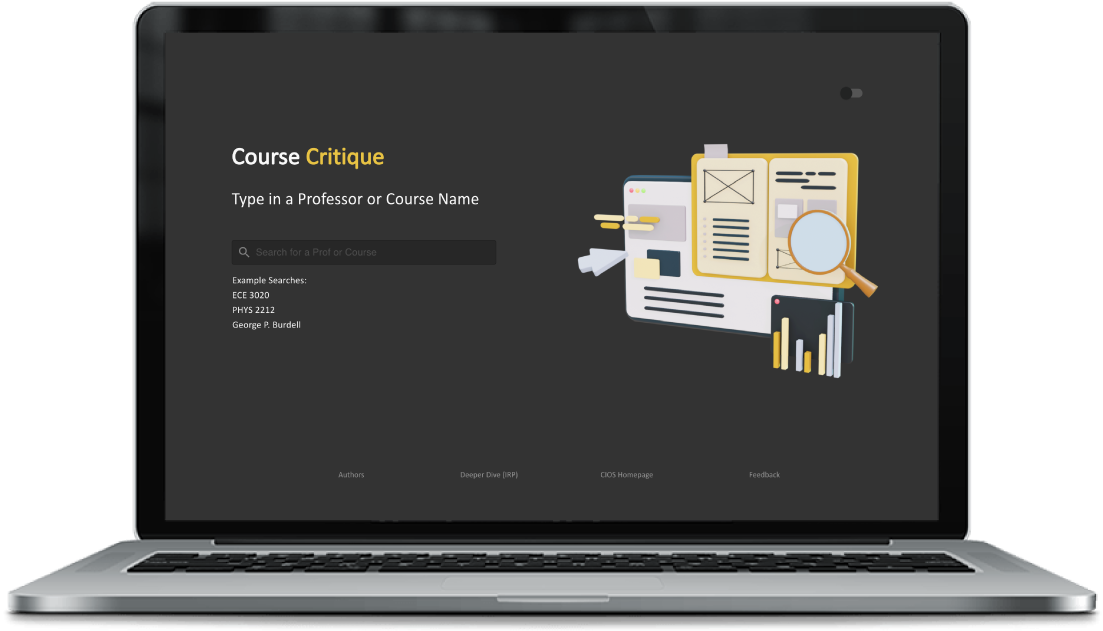 Course Critique
Type in a Professor or Course Name
Search for a Prof or Course
Example Searches:
ECE 3020
PHYS 2212
George P. Burdell
Authors
Deeper Dive (IRP)
CIOS Homepage
Feedback